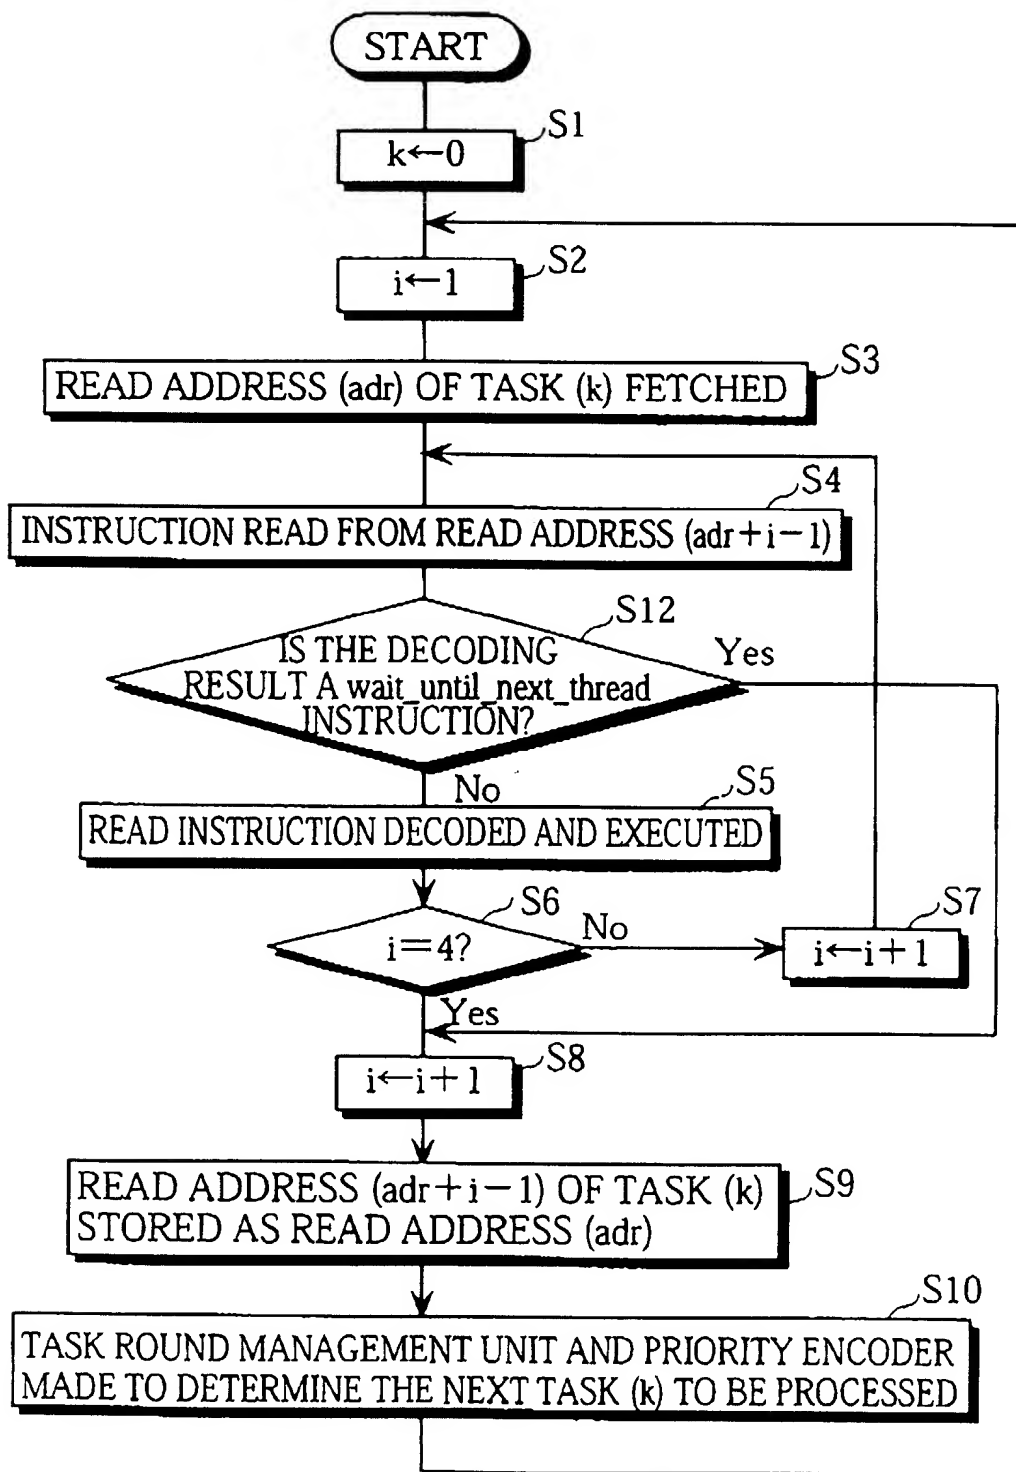 START
S1
k←0
S2
i←1
S3
READ ADDRESS (adr) OF TASK (k) FETCHED
S4
INSTRUCTION READ FROM READ ADDRESS (adr+i−1)
S12
IS THE DECODING
RESULT A wait_until_next_thread
INSTRUCTION?
Yes
No
S5
READ INSTRUCTION DECODED AND EXECUTED
S6
i=4?
No
S7
i←i+1
Yes
S8
i←i+1
S9
READ ADDRESS (adr+i−1) OF TASK (k)
STORED AS READ ADDRESS (adr)
S10
TASK ROUND MANAGEMENT UNIT AND PRIORITY ENCODER
MADE TO DETERMINE THE NEXT TASK (k) TO BE PROCESSED